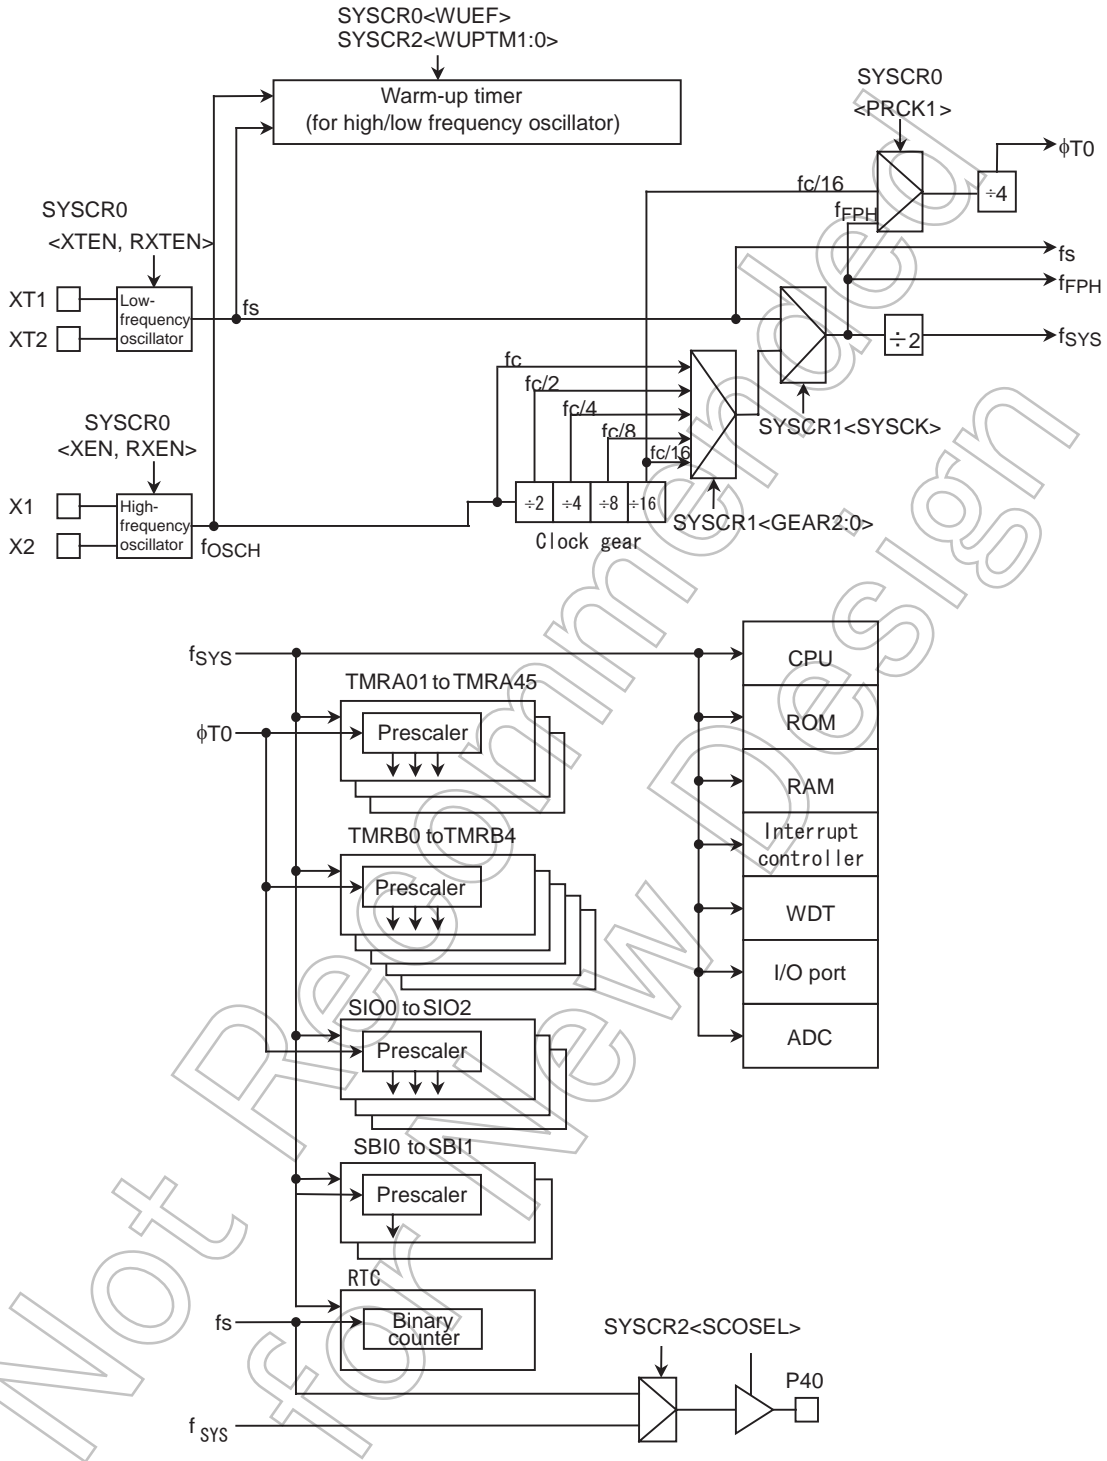 SYSCR0<WUEF>
SYSCR2<WUPTM1:0>
Warm-up timer
(for high/low frequency oscillator)
SYSCR0
<PRCK1>
ϕT0
÷4
fc/16
fFPH
fs
fFPH
fSYS
÷2
SYSCR0
<XTEN, RXTEN>
XT1
XT2
Low-
frequency
oscillator
fs
fc
fc/2
fc/4
fc/8
fc/16
SYSCR1<SYSCK>
SYSCR0
<XEN, RXEN>
X1
X2
High-
frequency
oscillator
fOSCH
÷2
÷4
÷8
÷16
Clock gear
SYSCR1<GEAR2:0>
fSYS
TMRA01 to TMRA45
ϕT0
Prescaler
TMRB0 to TMRB4
Prescaler
SIO0 to SIO2
Prescaler
SBI0 to SBI1
Prescaler
RTC
fs
Binary
counter
CPU
ROM
RAM
Interrupt
controller
WDT
I/O port
ADC
SYSCR2<SCOSEL>
P40
fSYS
Not Recommended
for New Design